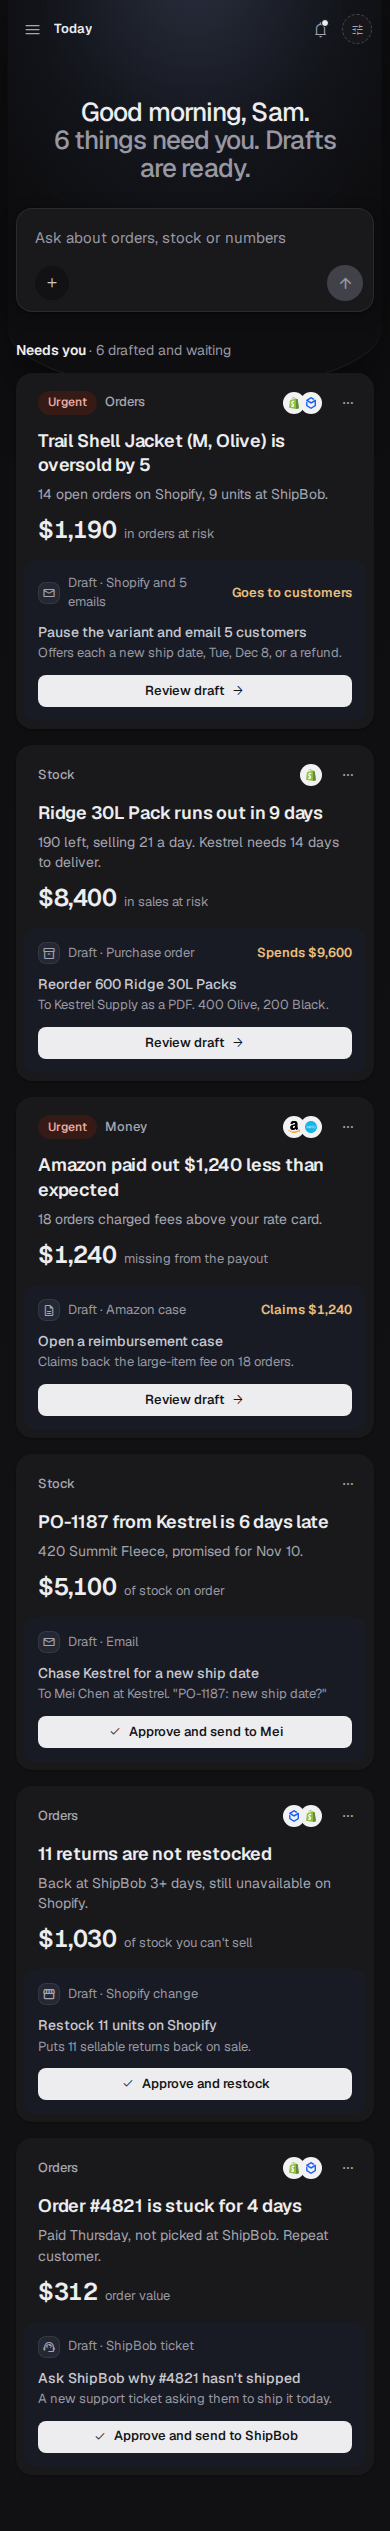 Today
Good morning, Sam.
6 things need you. Drafts
are ready.
Ask about orders, stock or numbers
Needs you · 6 drafted and waiting
Urgent Orders
Trail Shell Jacket (M, Olive) is
oversold by 5
14 open orders on Shopify, 9 units at ShipBob.
$1,190 in orders at risk
Draft · Shopify and 5
emails
Goes to customers
Pause the variant and email 5 customers
Offers each a new ship date, Tue, Dec 8, or a refund.
Review draft →
Stock
Ridge 30L Pack runs out in 9 days
190 left, selling 21 a day. Kestrel needs 14 days
to deliver.
$8,400 in sales at risk
Draft · Purchase order Spends $9,600
Reorder 600 Ridge 30L Packs
To Kestrel Supply as a PDF. 400 Olive, 200 Black.
Review draft →
Urgent Money
Amazon paid out $1,240 less than
expected
18 orders charged fees above your rate card.
$1,240 missing from the payout
Draft · Amazon case Claims $1,240
Open a reimbursement case
Claims back the large-item fee on 18 orders.
Review draft →
Stock
PO-1187 from Kestrel is 6 days late
420 Summit Fleece, promised for Nov 10.
$5,100 of stock on order
Draft · Email
Chase Kestrel for a new ship date
To Mei Chen at Kestrel. "PO-1187: new ship date?"
Approve and send to Mei
Orders
11 returns are not restocked
Back at ShipBob 3+ days, still unavailable on
Shopify.
$1,030 of stock you can't sell
Draft · Shopify change
Restock 11 units on Shopify
Puts 11 sellable returns back on sale.
Approve and restock
Orders
Order #4821 is stuck for 4 days
Paid Thursday, not picked at ShipBob. Repeat
customer.
$312 order value
Draft · ShipBob ticket
Ask ShipBob why #4821 hasn't shipped
A new support ticket asking them to ship it today.
Approve and send to ShipBob